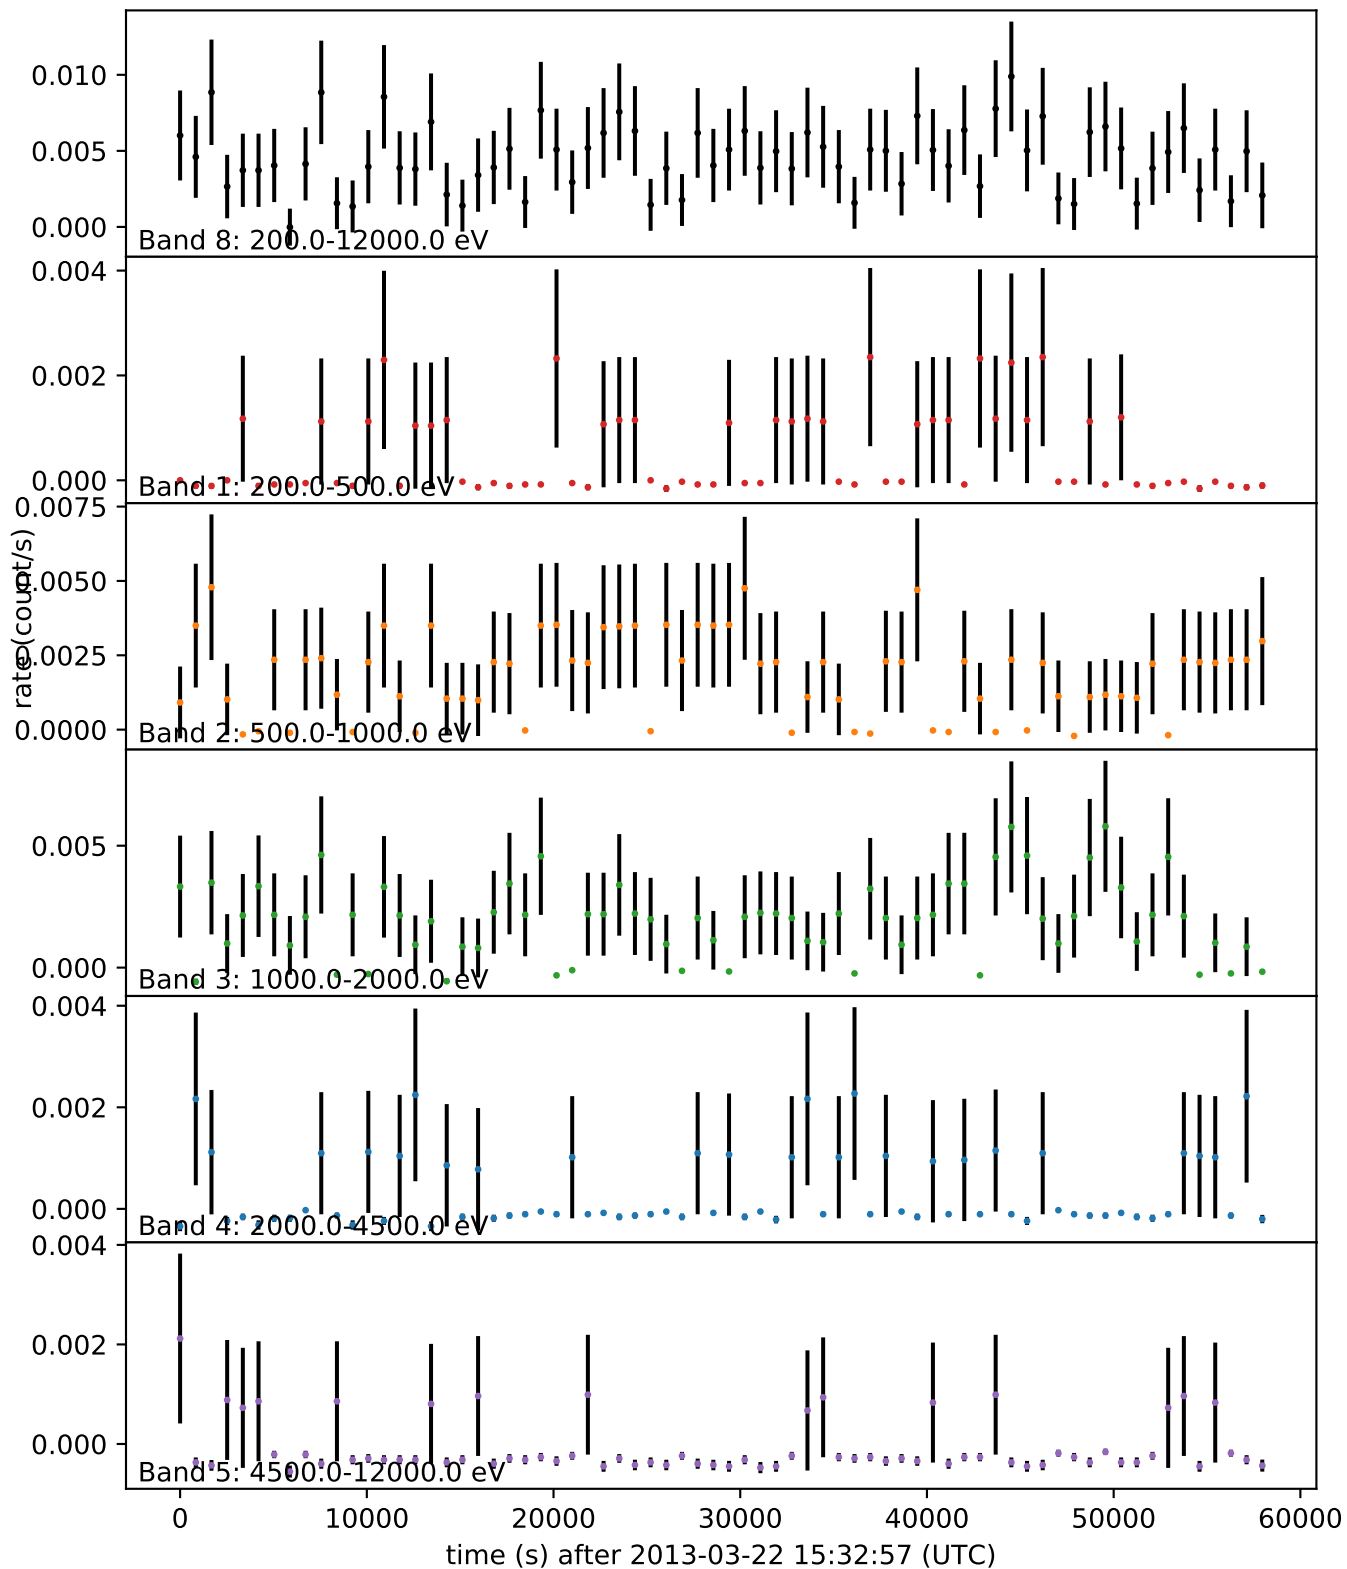 0.010
0.005
0.000
Band 8: 200.0-12000.0 eV
0.004
0.002
0.000
Band 1: 200.0-500.0 eV
rate (count/s)
0.0075
0.0050
0.0025
0.0000
Band 2: 500.0-1000.0 eV
0.005
0.000
Band 3: 1000.0-2000.0 eV
0.004
0.002
0.000
Band 4: 2000.0-4500.0 eV
0.004
0.002
0.000
Band 5: 4500.0-12000.0 eV
0 10000 20000 30000 40000 50000 60000
time (s) after 2013-03-22 15:32:57 (UTC)